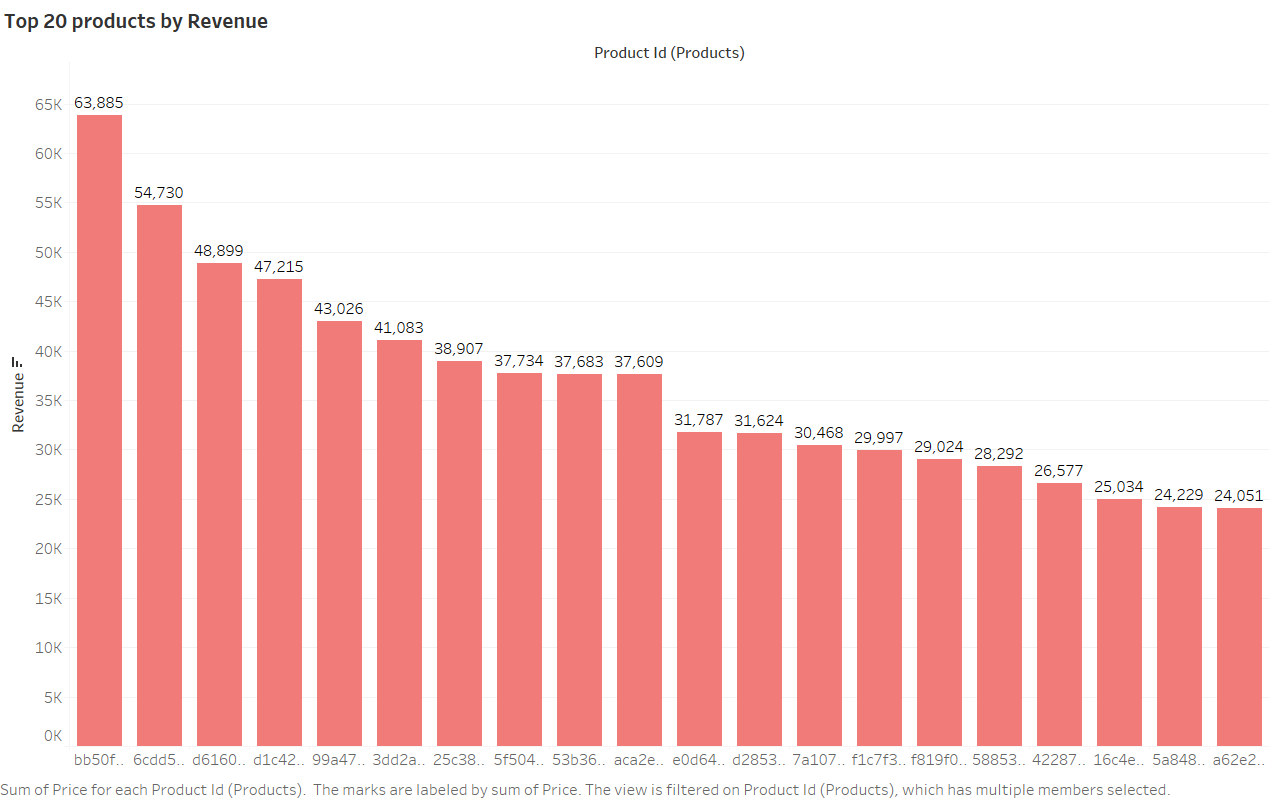 Top 20 products by Revenue
Product Id (Products)
Revenue
65K
60K
55K
50K
45K
40K
35K
30K
25K
20K
15K
10K
5K
0K
63,885
54,730
48,899
47,215
43,026
41,083
38,907
37,734
37,683
37,609
31,787
31,624
30,468
29,997
29,024
28,292
26,577
25,034
24,229
24,051
bb50f.. 6cdd5.. d6160.. d1c42.. 99a47.. 3dd2a.. 25c38.. 5f504.. 53b36.. aca2e.. e0d64.. d2853.. 7a107.. f1c7f3.. f819f0.. 58853.. 42287.. 16c4e.. 5a848.. a62e2..
Sum of Price for each Product Id (Products).  The marks are labeled by sum of Price. The view is filtered on Product Id (Products), which has multiple members selected.